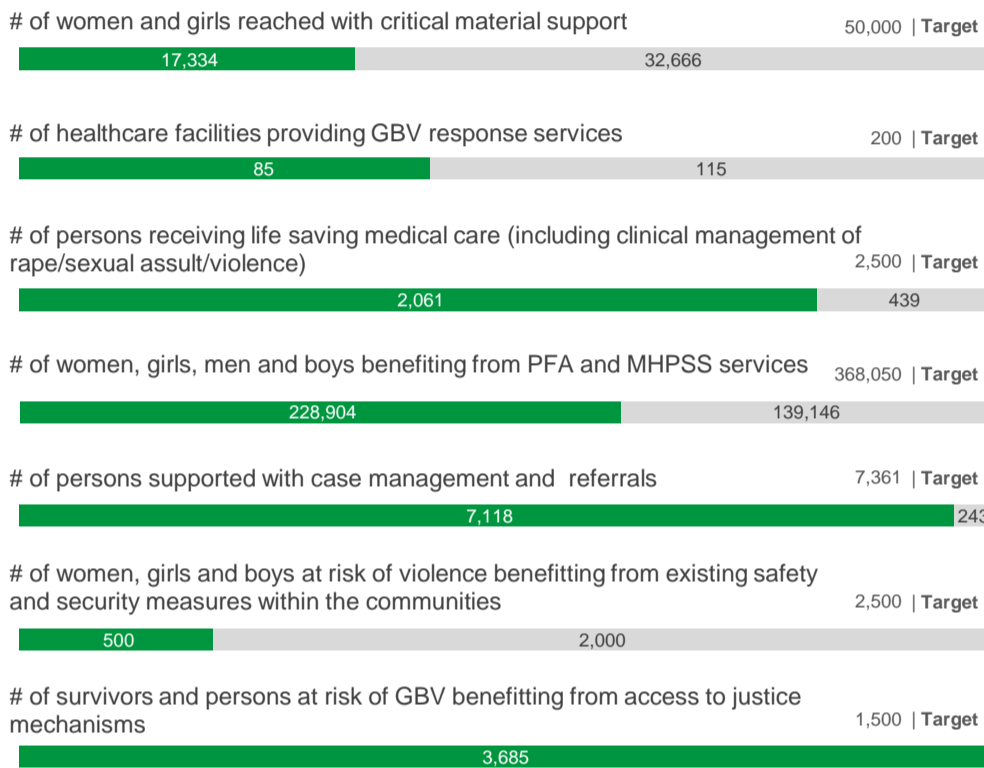 # of women and girls reached with critical material support
50,000 | Target
17,334 32,666
# of healthcare facilities providing GBV response services
200 | Target
85 115
# of persons receiving life saving medical care (including clinical management of
rape/sexual assult/violence)
2,500 | Target
2,061 439
# of women, girls, men and boys benefiting from PFA and MHPSS services
368,050 | Target
228,904 139,146
# of persons supported with case management and  referrals
7,361 | Target
7,118 243
# of women, girls and boys at risk of violence benefitting from existing safety
and security measures within the communities
2,500 | Target
500 2,000
# of survivors and persons at risk of GBV benefitting from access to justice
mechanisms
1,500 | Target
3,685